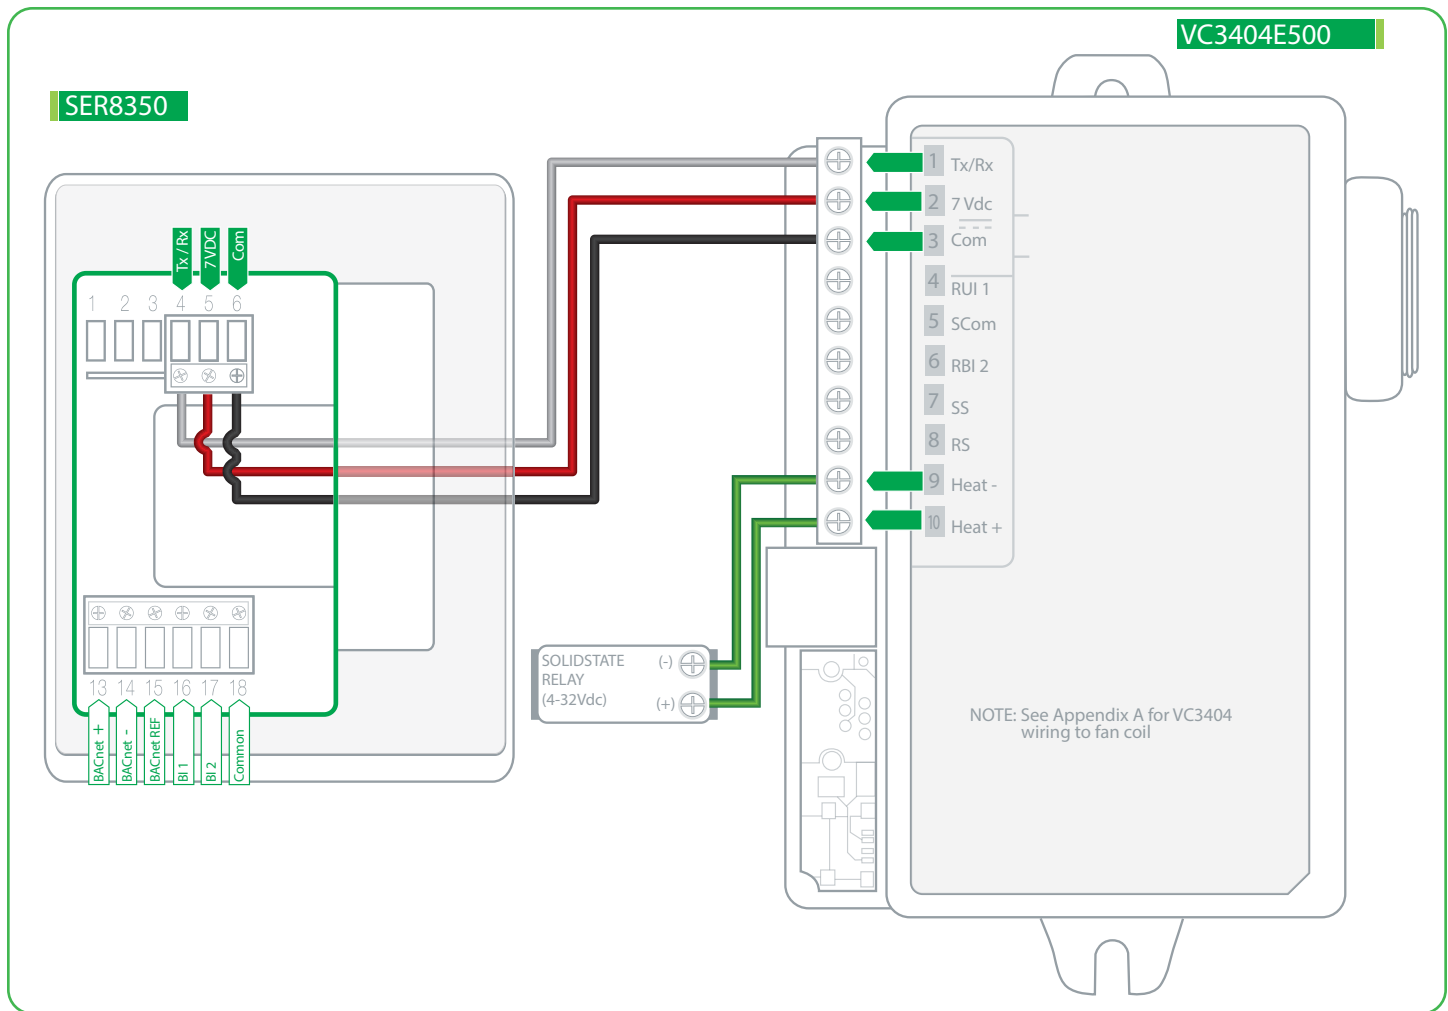 VC3404E500
SER8350
Tx / Rx
7 VDC
Com
1 2 3 4 5 6
13 14 15 16 17 18
BACnet +
BACnet -
BACnet REF
BI 1
BI 2
Common
SOLIDSTATE (-)
RELAY
(4-32Vdc) (+)
1 Tx/Rx
2 7 Vdc
3 Com
4 RUI 1
5 SCom
6 RBI 2
7 SS
8 RS
9 Heat -
10 Heat +
NOTE: See Appendix A for VC3404
wiring to fan coil